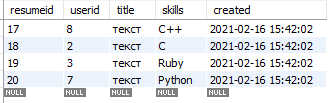 resumeid userid title skills created
17 8 текст C++ 2021-02-16 15:42:02
18 2 текст C 2021-02-16 15:42:02
19 3 текст Ruby 2021-02-16 15:42:02
20 7 текст Python 2021-02-16 15:42:02
NULL NULL NULL NULL NULL